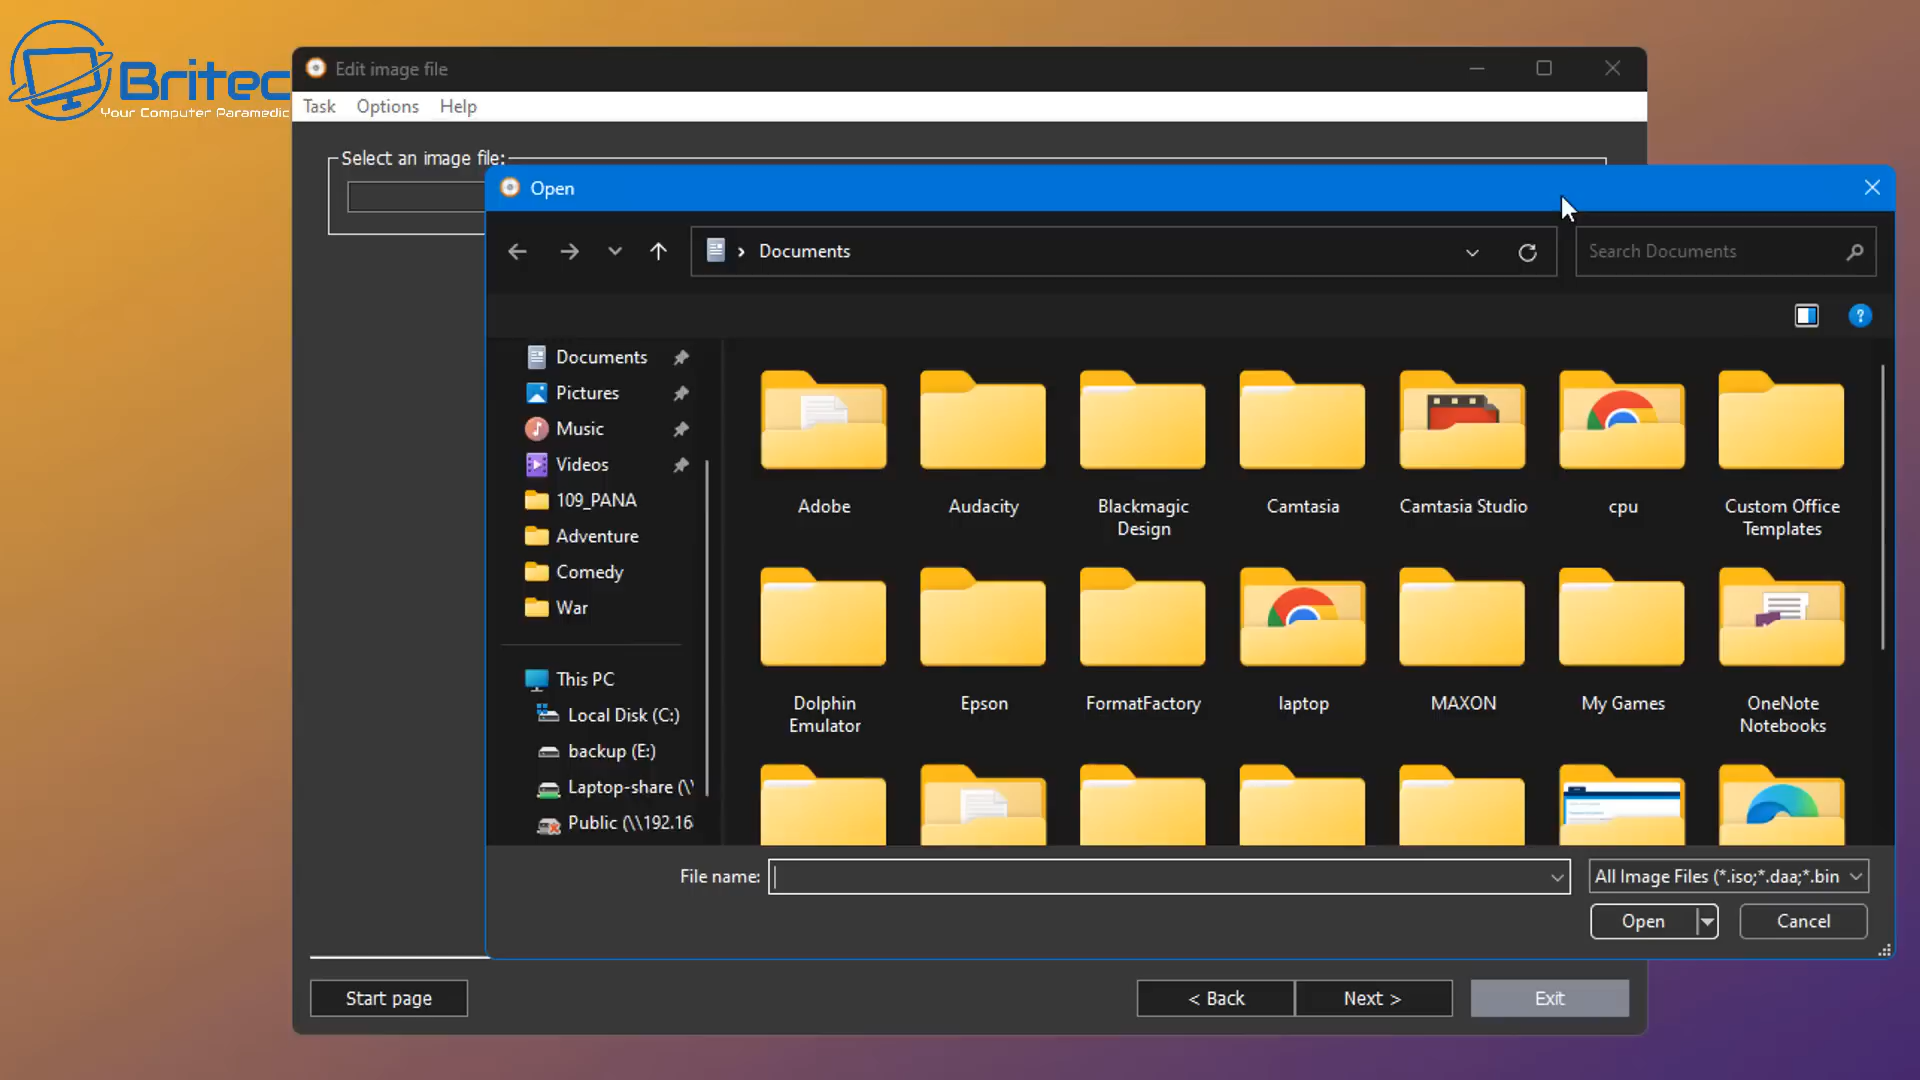 Britec
Your Computer Paramedic
Edit image file
Task Options Help
Select an image file:
Open
Documents
Search Documents
Documents
Pictures
Music
Videos
109_PANA
Adventure
Comedy
War
This PC
Local Disk (C:)
backup (E:)
Laptop-share (\\
Public (\\192.16
Adobe
Audacity
Blackmagic
Design
Camtasia
Camtasia Studio
cpu
Custom Office
Templates
Dolphin
Emulator
Epson
FormatFactory
laptop
MAXON
My Games
OneNote
Notebooks
File name:
All Image Files (*.iso;*.daa;*.bin
Open
Cancel
Start page
< Back
Next >
Exit